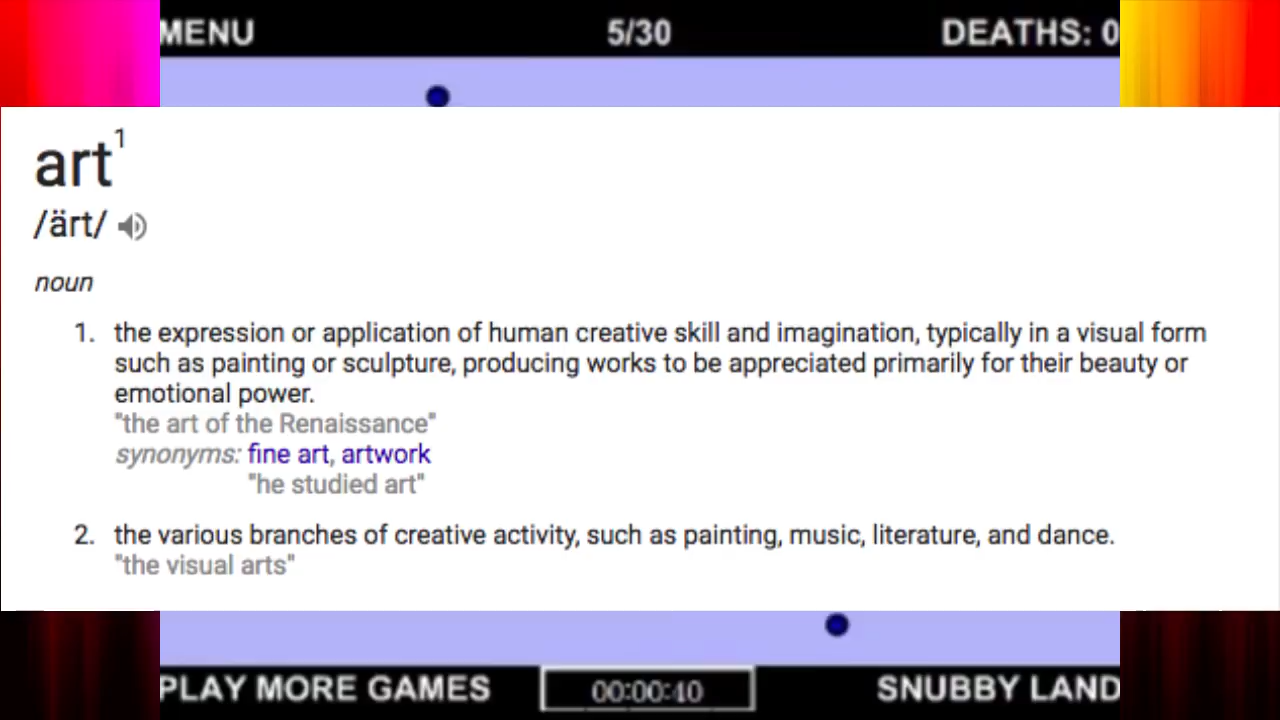 MENU 5/30 DEATHS: 0
art1
/ärt/
noun
1. the expression or application of human creative skill and imagination, typically in a visual form
such as painting or sculpture, producing works to be appreciated primarily for their beauty or
emotional power.
"the art of the Renaissance"
synonyms: fine art, artwork
"he studied art"
2. the various branches of creative activity, such as painting, music, literature, and dance.
"the visual arts"
PLAY MORE GAMES 00:00:40 SNUBBY LAND